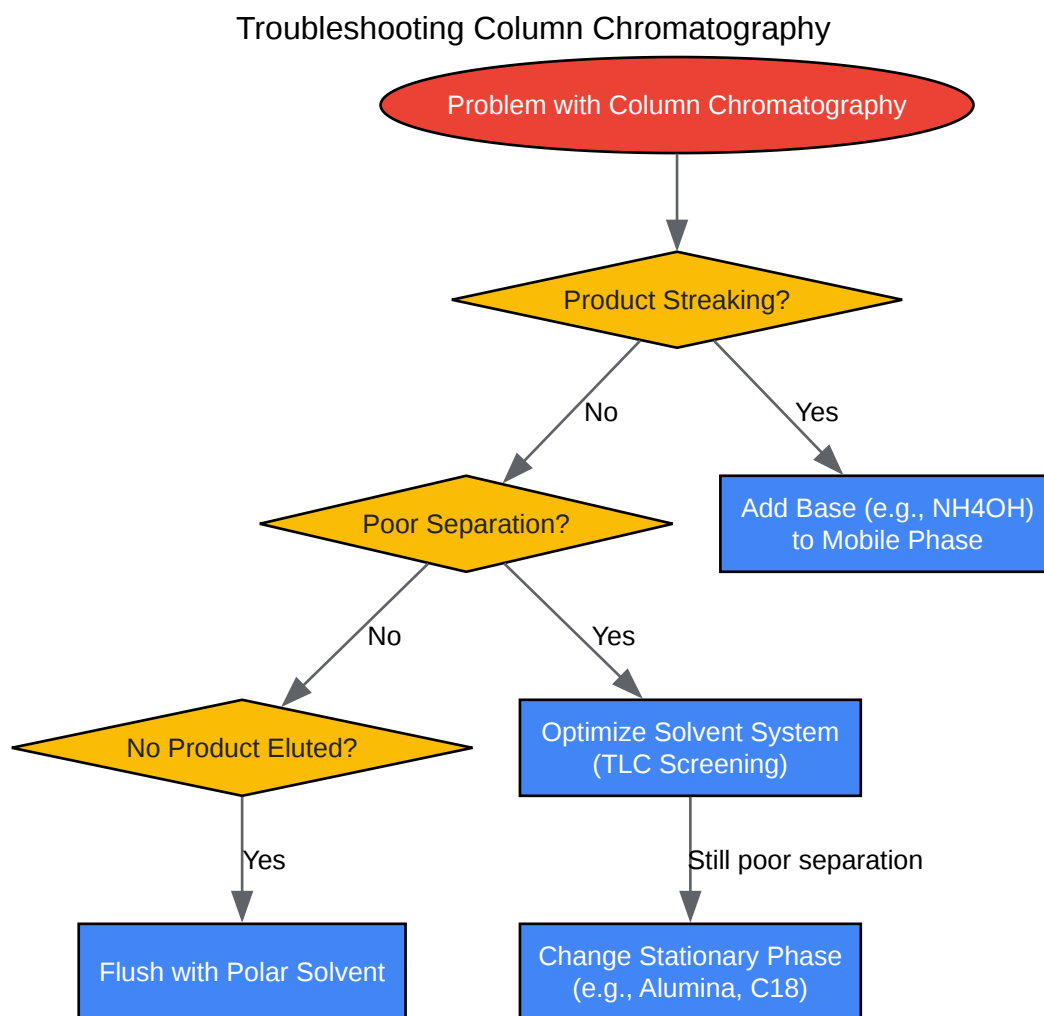 Troubleshooting Column Chromatography
Problem with Column Chromatography
Product Streaking?
No
Yes
Poor Separation?
Add Base (e.g., NH4OH)
to Mobile Phase
No
Yes
No Product Eluted?
Optimize Solvent System
(TLC Screening)
Yes
Still poor separation
Flush with Polar Solvent
Change Stationary Phase
(e.g., Alumina, C18)